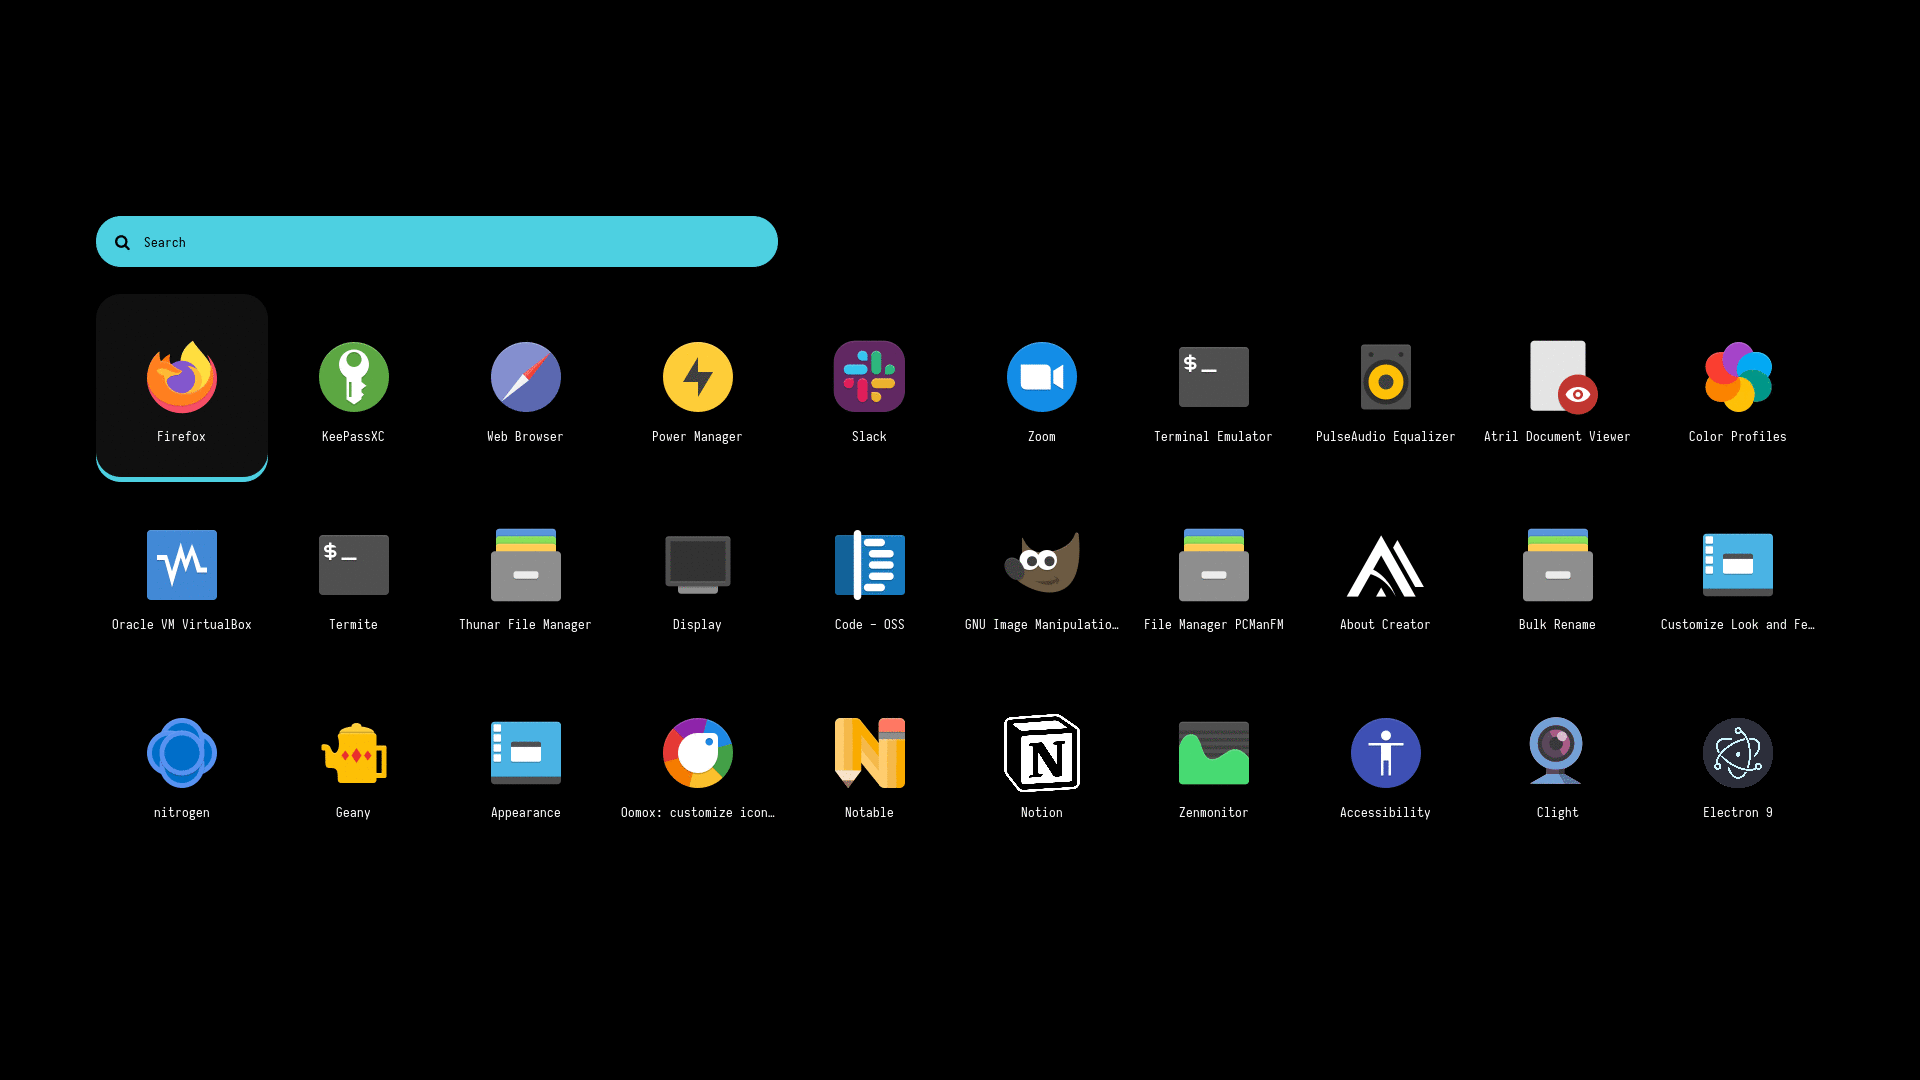 Search
Firefox
KeePassXC
Web Browser
Power Manager
Slack
Zoom
$_
Terminal Emulator
PulseAudio Equalizer
Atril Document Viewer
Color Profiles
Oracle VM VirtualBox
$_
Termite
Thunar File Manager
Display
Code - OSS
GNU Image Manipulatio…
File Manager PCManFM
About Creator
Bulk Rename
Customize Look and Fe…
nitrogen
Geany
Appearance
Oomox: customize icon…
Notable
N
Notion
Zenmonitor
Accessibility
Clight
Electron 9